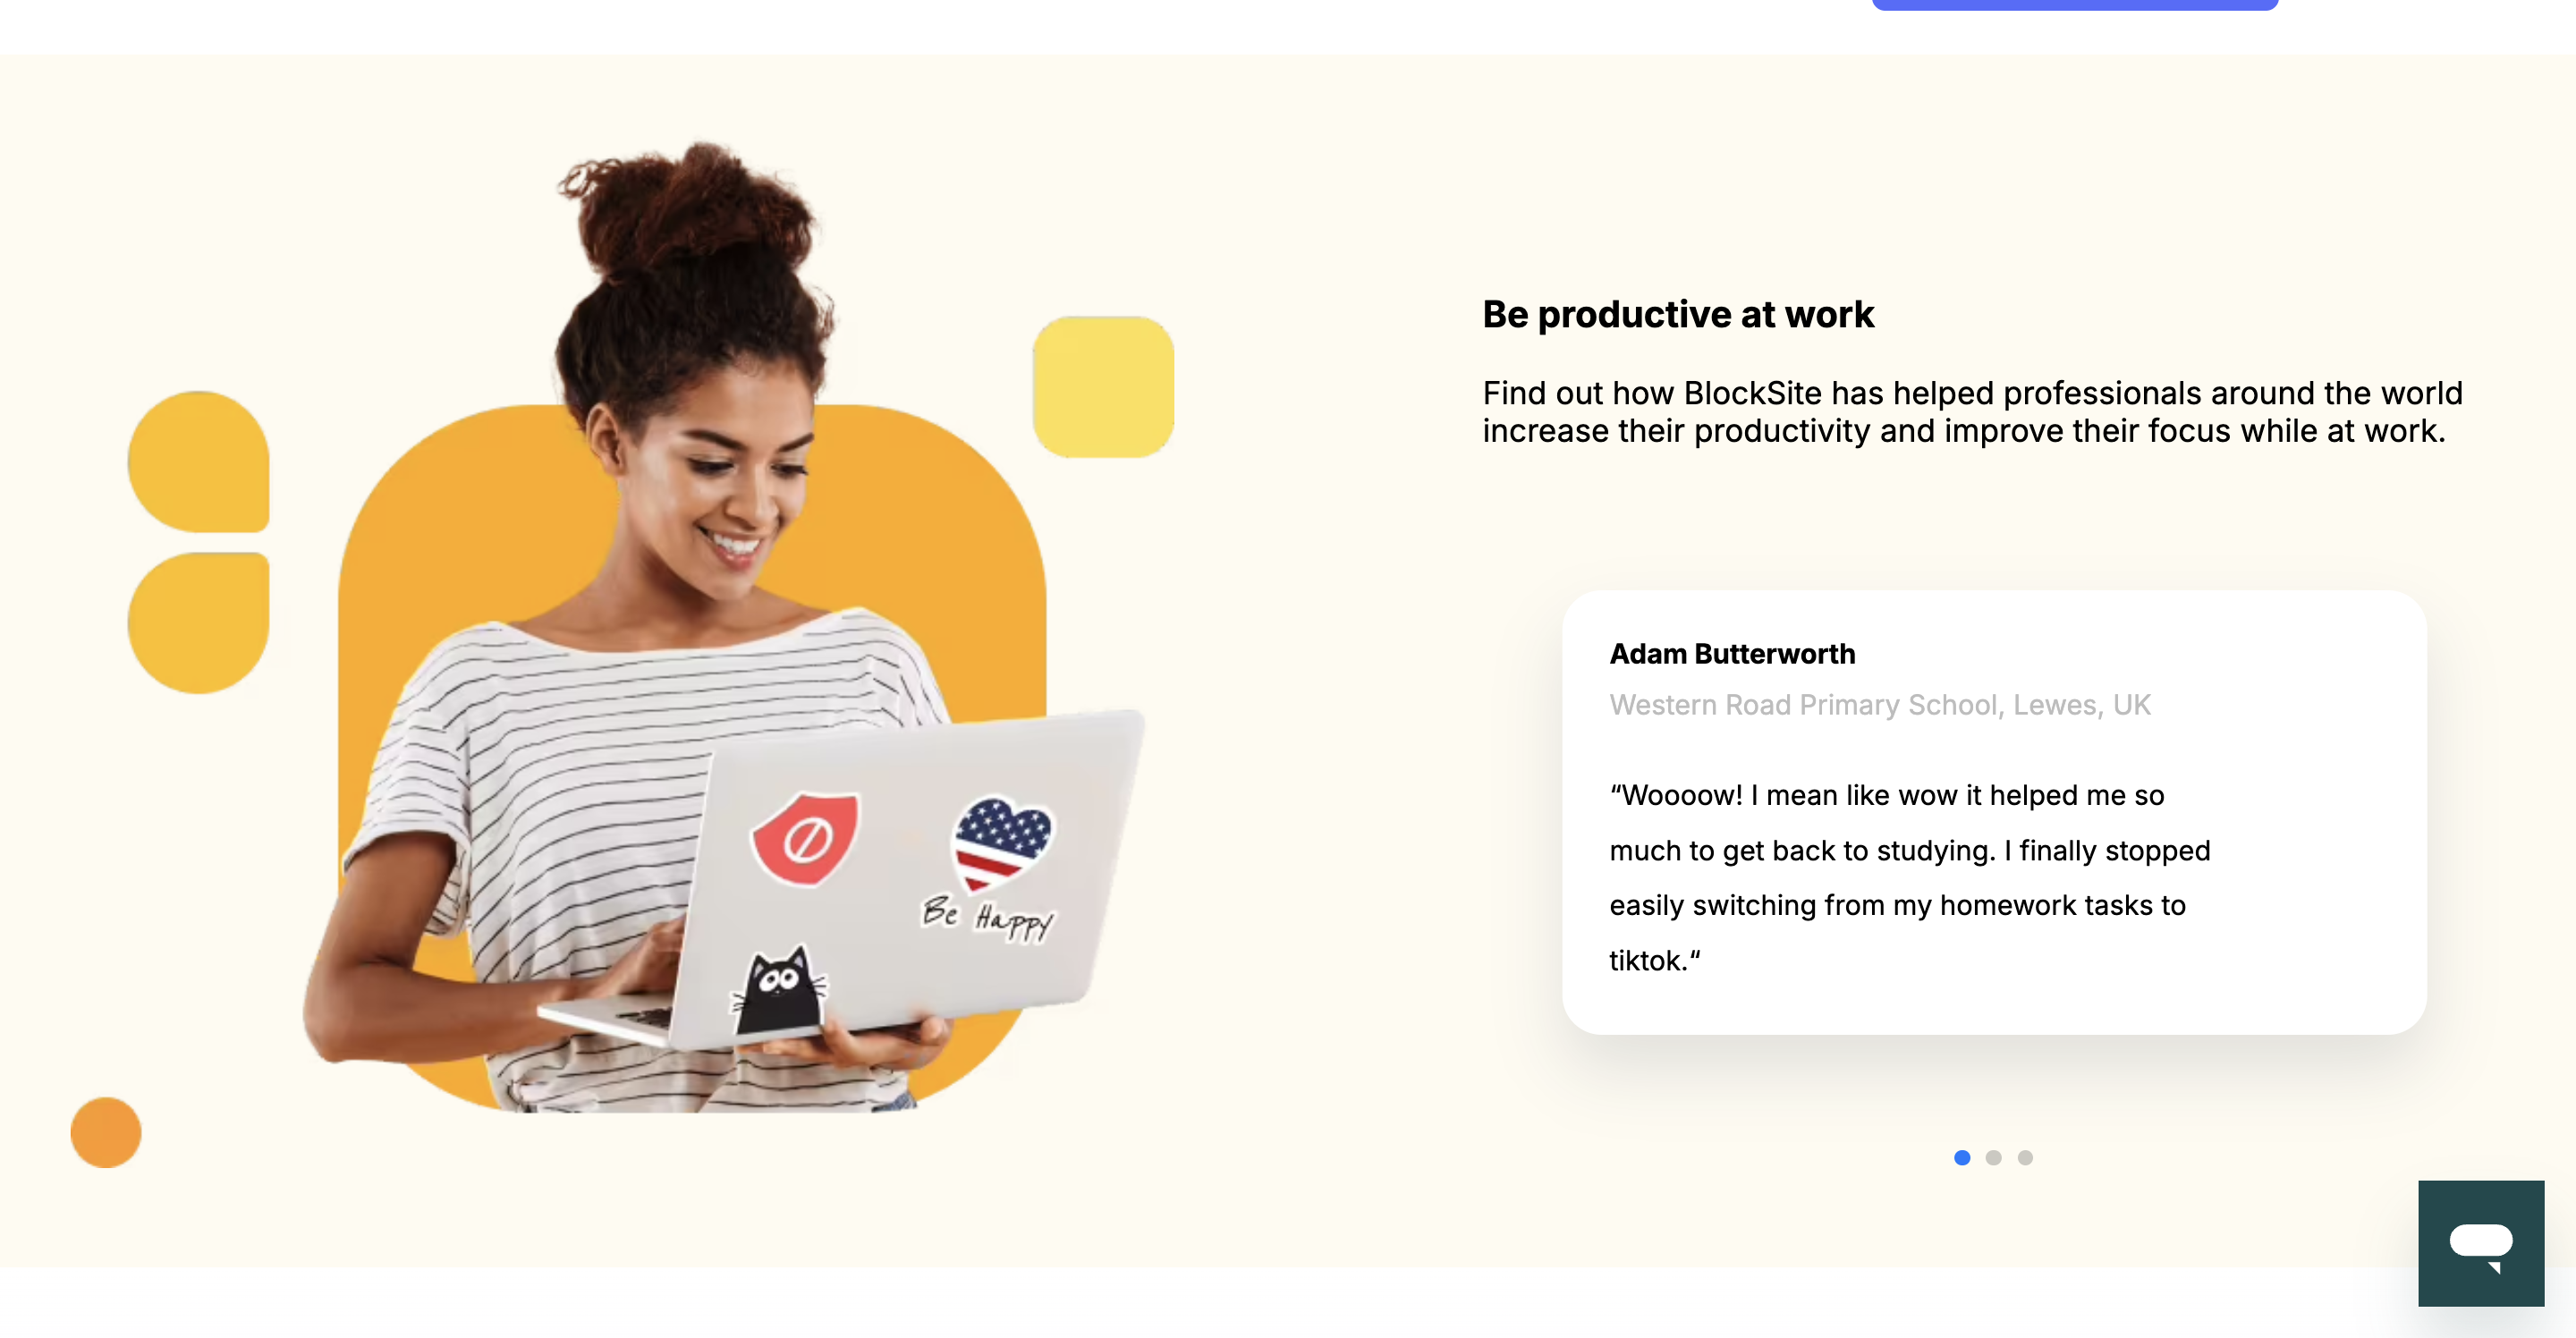 Be productive at work
Find out how BlockSite has helped professionals around the world
increase their productivity and improve their focus while at work.
Adam Butterworth
Western Road Primary School, Lewes, UK
“Woooow! I mean like wow it helped me so
much to get back to studying. I finally stopped
easily switching from my homework tasks to
tiktok.“
Be Happy